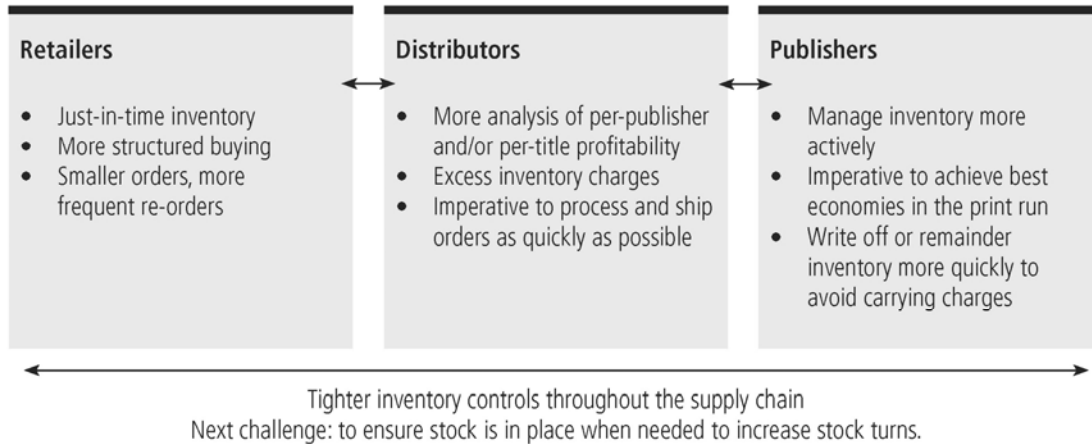 Retailers
• Just-in-time inventory
• More structured buying
• Smaller orders, more
frequent re-orders
Distributors
• More analysis of per-publisher
and/or per-title profitability
• Excess inventory charges
• Imperative to process and ship
orders as quickly as possible
Publishers
• Manage inventory more
actively
• Imperative to achieve best
economies in the print run
• Write off or remainder
inventory more quickly to
avoid carrying charges
Tighter inventory controls throughout the supply chain
Next challenge: to ensure stock is in place when needed to increase stock turns.